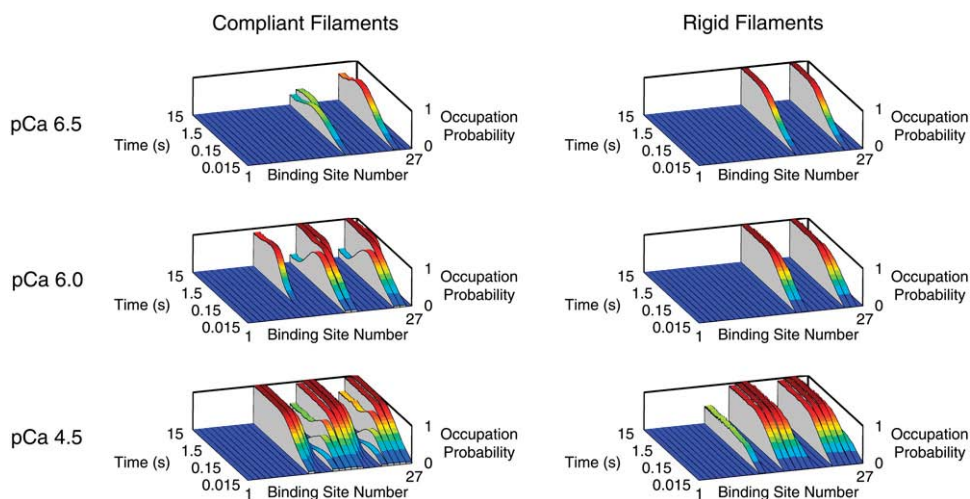 Compliant Filaments
Rigid Filaments
pCa 6.5
15
1.5
0.15
0.015
Time (s)
1
Binding Site Number
27
1
0
Occupation
Probability
15
1.5
0.15
0.015
Time (s)
1
Binding Site Number
27
1
0
Occupation
Probability
pCa 6.0
15
1.5
0.15
0.015
Time (s)
1
Binding Site Number
27
1
0
Occupation
Probability
15
1.5
0.15
0.015
Time (s)
1
Binding Site Number
27
1
0
Occupation
Probability
pCa 4.5
15
1.5
0.15
0.015
Time (s)
1
Binding Site Number
27
1
0
Occupation
Probability
15
1.5
0.15
0.015
Time (s)
1
Binding Site Number
27
1
0
Occupation
Probability